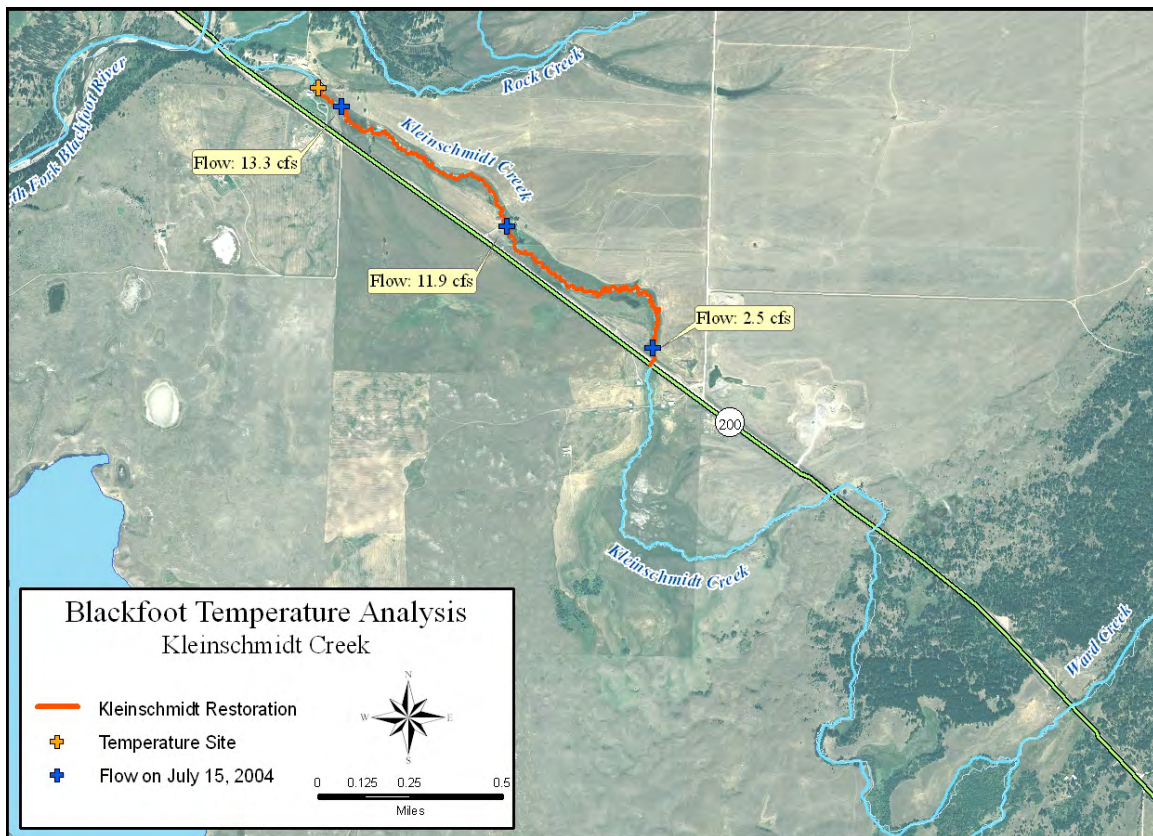 Rock Creek
Kleinschmidt Creek
th Fork Blackfoot River
Flow: 13.3 cfs
Flow: 11.9 cfs
Flow: 2.5 cfs
200
Kleinschmidt Creek
Ward Creek
Blackfoot Temperature Analysis
Kleinschmidt Creek
Kleinschmidt Restoration
Temperature Site
Flow on July 15, 2004
N
W
E
S
0 0.125 0.25 0.5
Miles